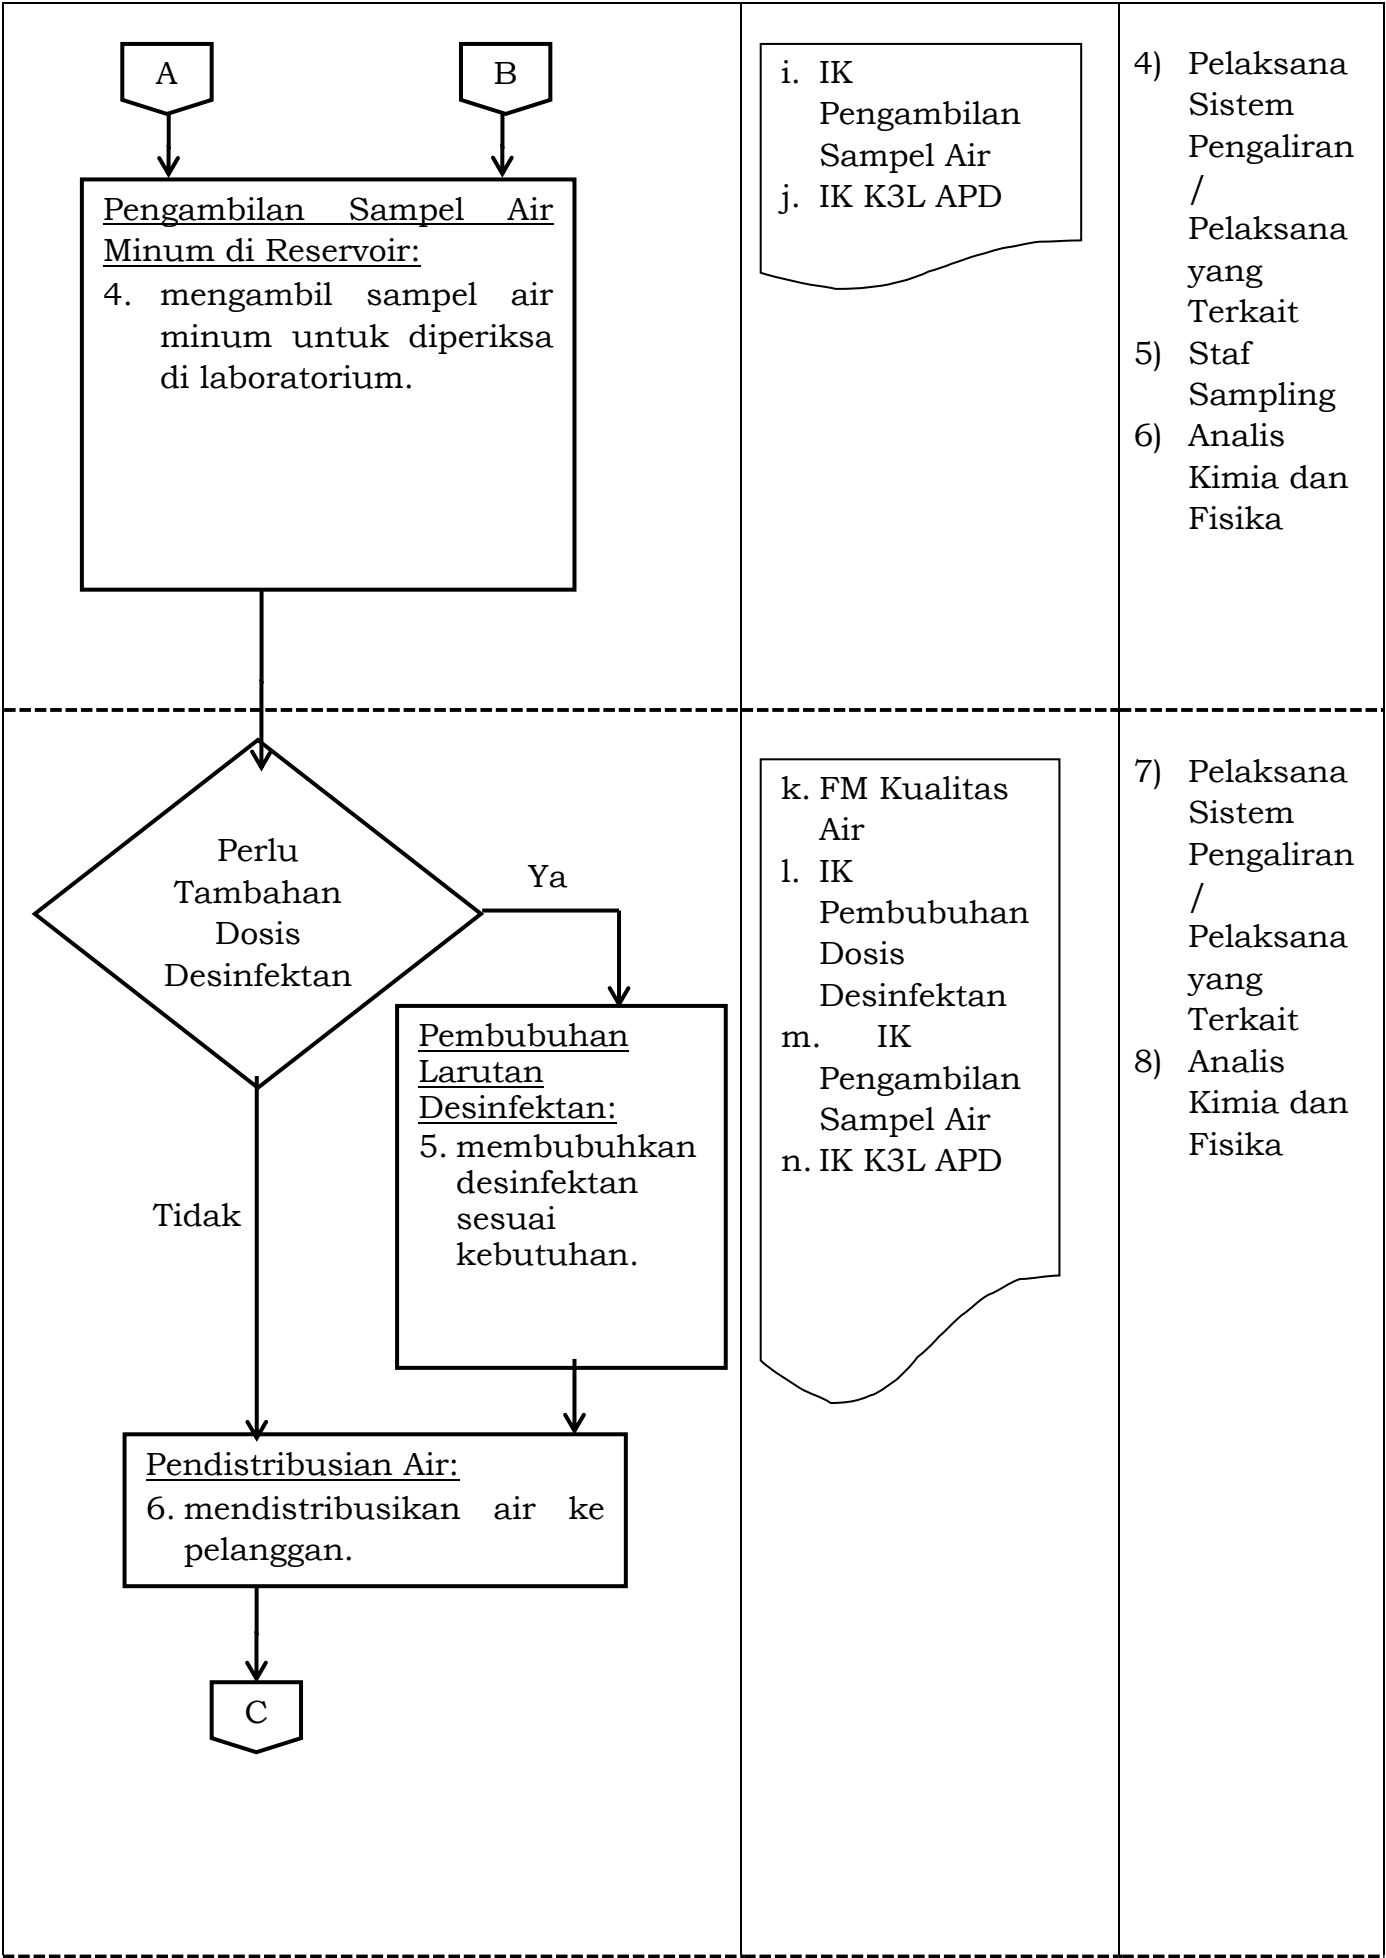 A
B
Pengambilan Sampel Air
Minum di Reservoir:
4. mengambil sampel air
minum untuk diperiksa
di laboratorium.
i. IK
Pengambilan
Sampel Air
j. IK K3L APD
4) Pelaksana
Sistem
Pengaliran
/
Pelaksana
yang
Terkait
5) Staf
Sampling
6) Analis
Kimia dan
Fisika
Perlu
Tambahan
Dosis
Desinfektan
Ya
Tidak
Pembubuhan
Larutan
Desinfektan:
5. membubuhkan
desinfektan
sesuai
kebutuhan.
Pendistribusian Air:
6. mendistribusikan air ke
pelanggan.
C
k. FM Kualitas
Air
l. IK
Pembubuhan
Dosis
Desinfektan
m. IK
Pengambilan
Sampel Air
n. IK K3L APD
7) Pelaksana
Sistem
Pengaliran
/
Pelaksana
yang
Terkait
8) Analis
Kimia dan
Fisika